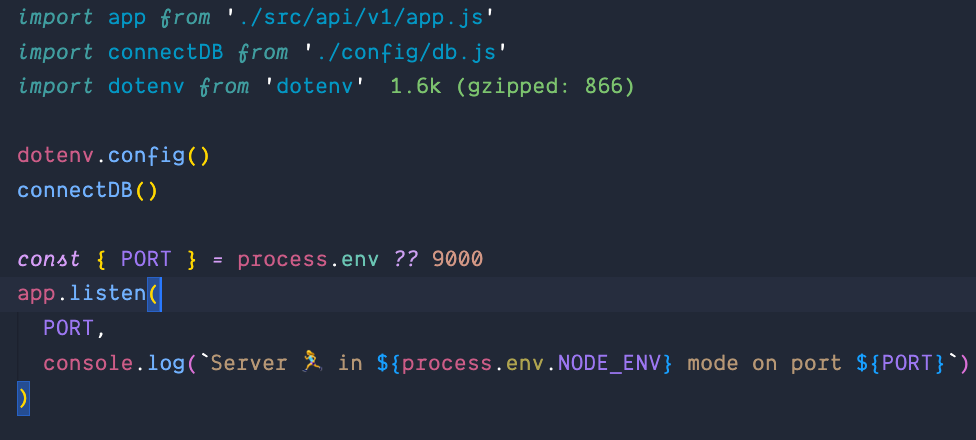 import app from './src/api/v1/app.js'
import connectDB from './config/db.js'
import dotenv from 'dotenv'  1.6k (gzipped: 866)

dotenv.config()
connectDB()

const { PORT } = process.env ?? 9000
app.listen(
  PORT,
  console.log(`Server 🏃 in ${process.env.NODE_ENV} mode on port ${PORT}`)
)